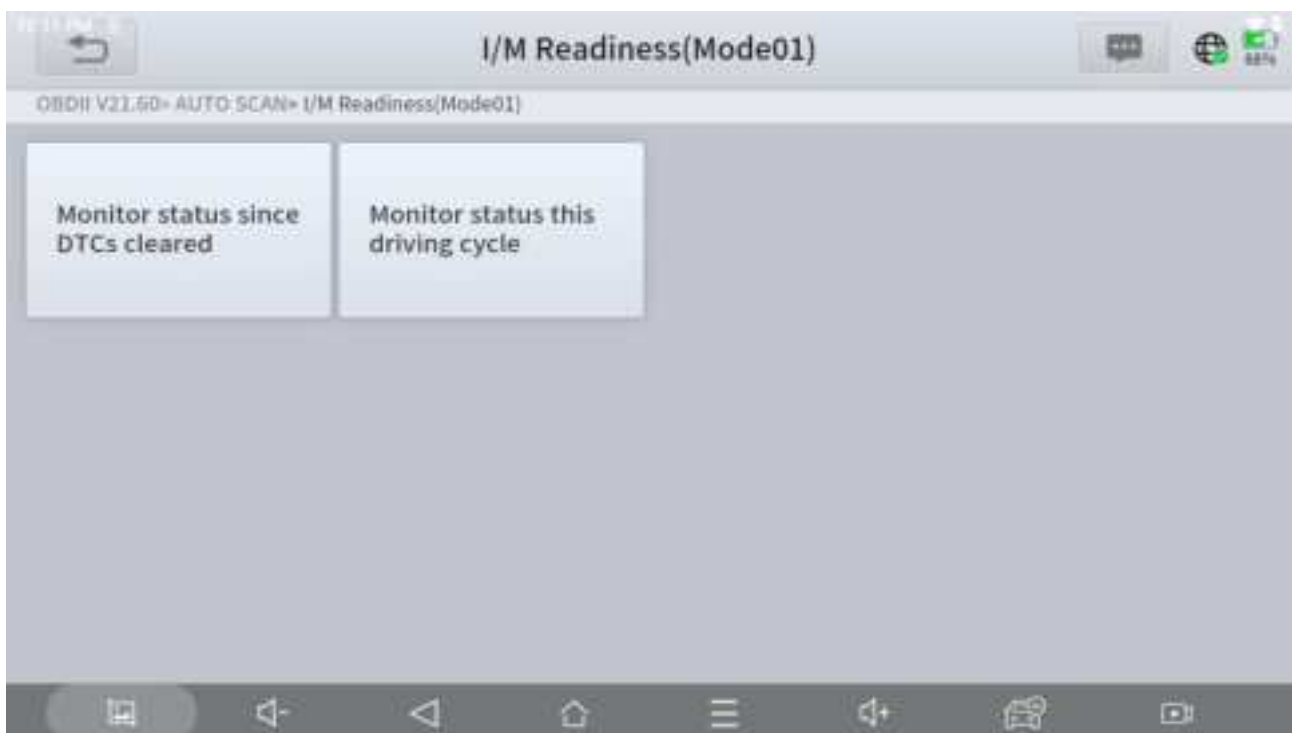 I/M Readiness(Mode01)
OBDII V21.60> AUTO SCAN> I/M Readiness(Mode01)
Monitor status since
DTCs cleared
Monitor status this
driving cycle